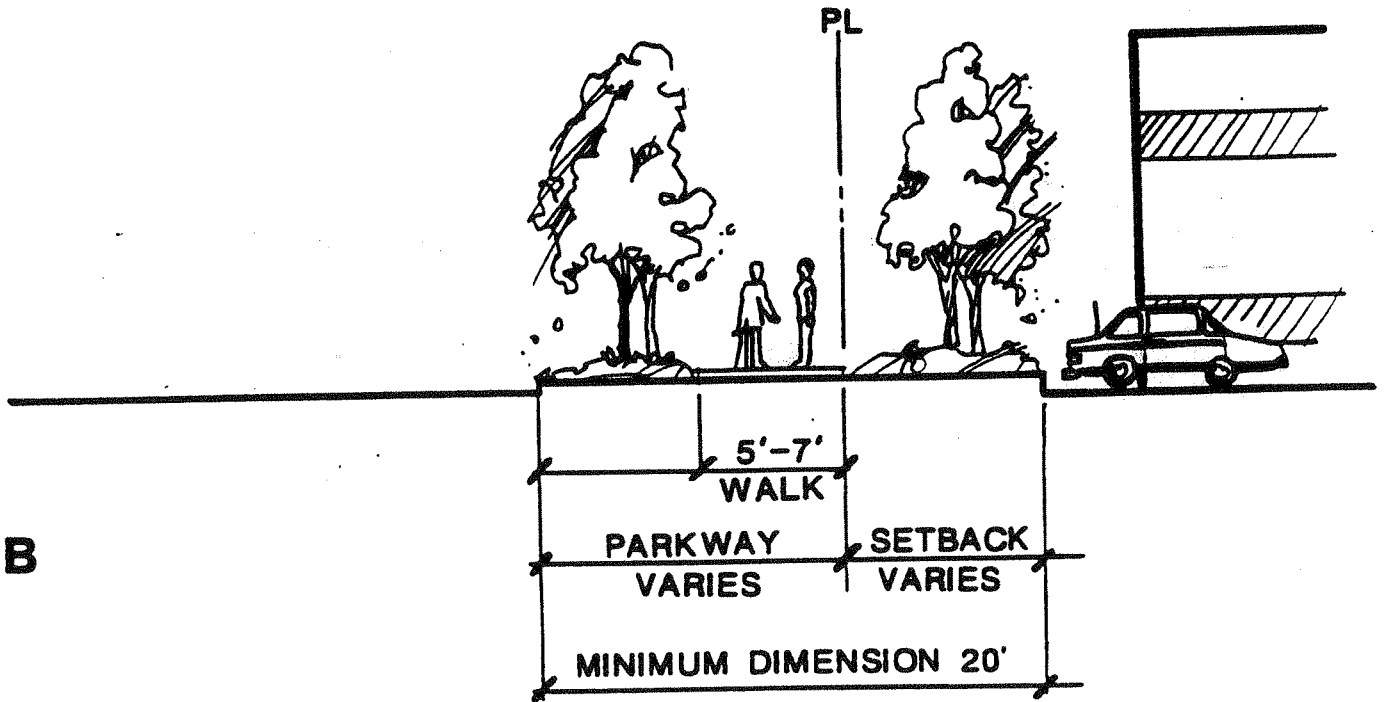 PL
5'-7'
WALK
B
PARKWAY
VARIES
SETBACK
VARIES
MINIMUM DIMENSION 20'